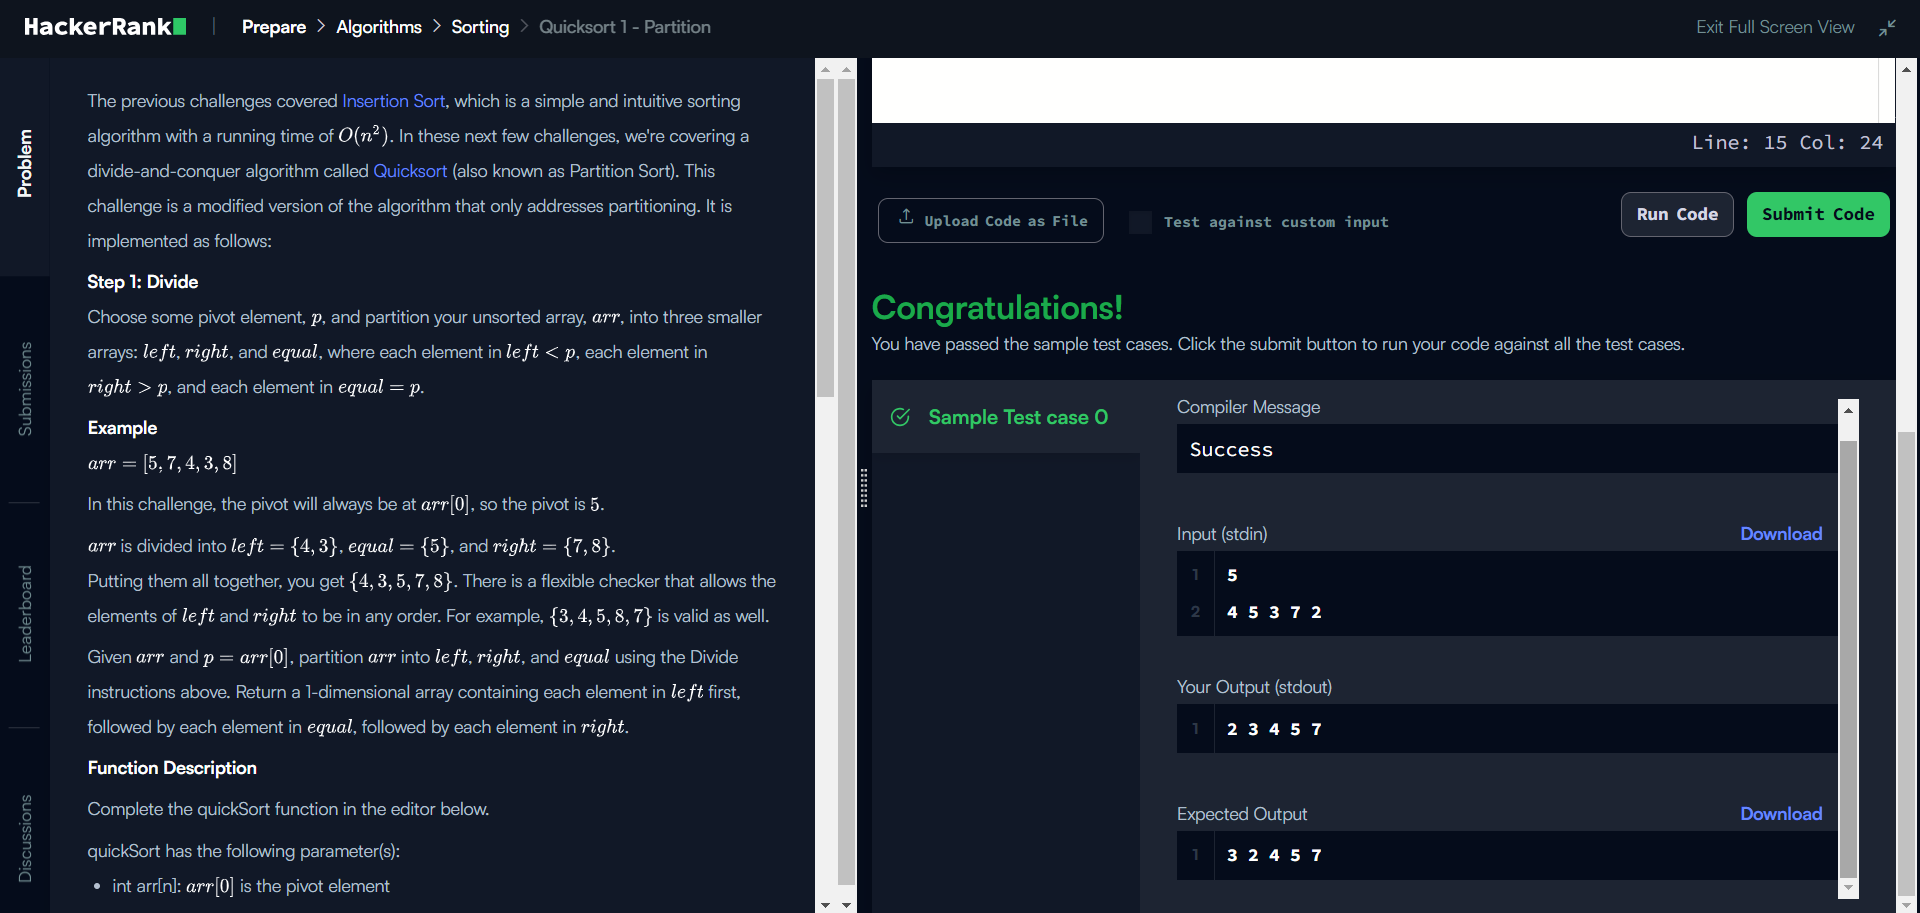 HackerRank
Prepare > Algorithms > Sorting > Quicksort 1 - Partition
Exit Full Screen View
Problem
Submissions
Leaderboard
Discussions
The previous challenges covered Insertion Sort, which is a simple and intuitive sorting
algorithm with a running time of O(n²). In these next few challenges, we're covering a
divide-and-conquer algorithm called Quicksort (also known as Partition Sort). This
challenge is a modified version of the algorithm that only addresses partitioning. It is
implemented as follows:
Step 1: Divide
Choose some pivot element, p, and partition your unsorted array, arr, into three smaller
arrays: left, right, and equal, where each element in left < p, each element in
right > p, and each element in equal = p.
Example
arr = [5, 7, 4, 3, 8]
In this challenge, the pivot will always be at arr[0], so the pivot is 5.
arr is divided into left = {4, 3}, equal = {5}, and right = {7, 8}.
Putting them all together, you get {4, 3, 5, 7, 8}. There is a flexible checker that allows the
elements of left and right to be in any order. For example, {3, 4, 5, 8, 7} is valid as well.
Given arr and p = arr[0], partition arr into left, right, and equal using the Divide
instructions above. Return a 1-dimensional array containing each element in left first,
followed by each element in equal, followed by each element in right.
Function Description
Complete the quickSort function in the editor below.
quickSort has the following parameter(s):
• int arr[n]: arr[0] is the pivot element
Line: 15 Col: 24
Upload Code as File
Test against custom input
Run Code
Submit Code
Congratulations!
You have passed the sample test cases. Click the submit button to run your code against all the test cases.
Sample Test case 0
Compiler Message
Success
Input (stdin)
Download
1 5
2 4 5 3 7 2
Your Output (stdout)
1 2 3 4 5 7
Expected Output
Download
1 3 2 4 5 7